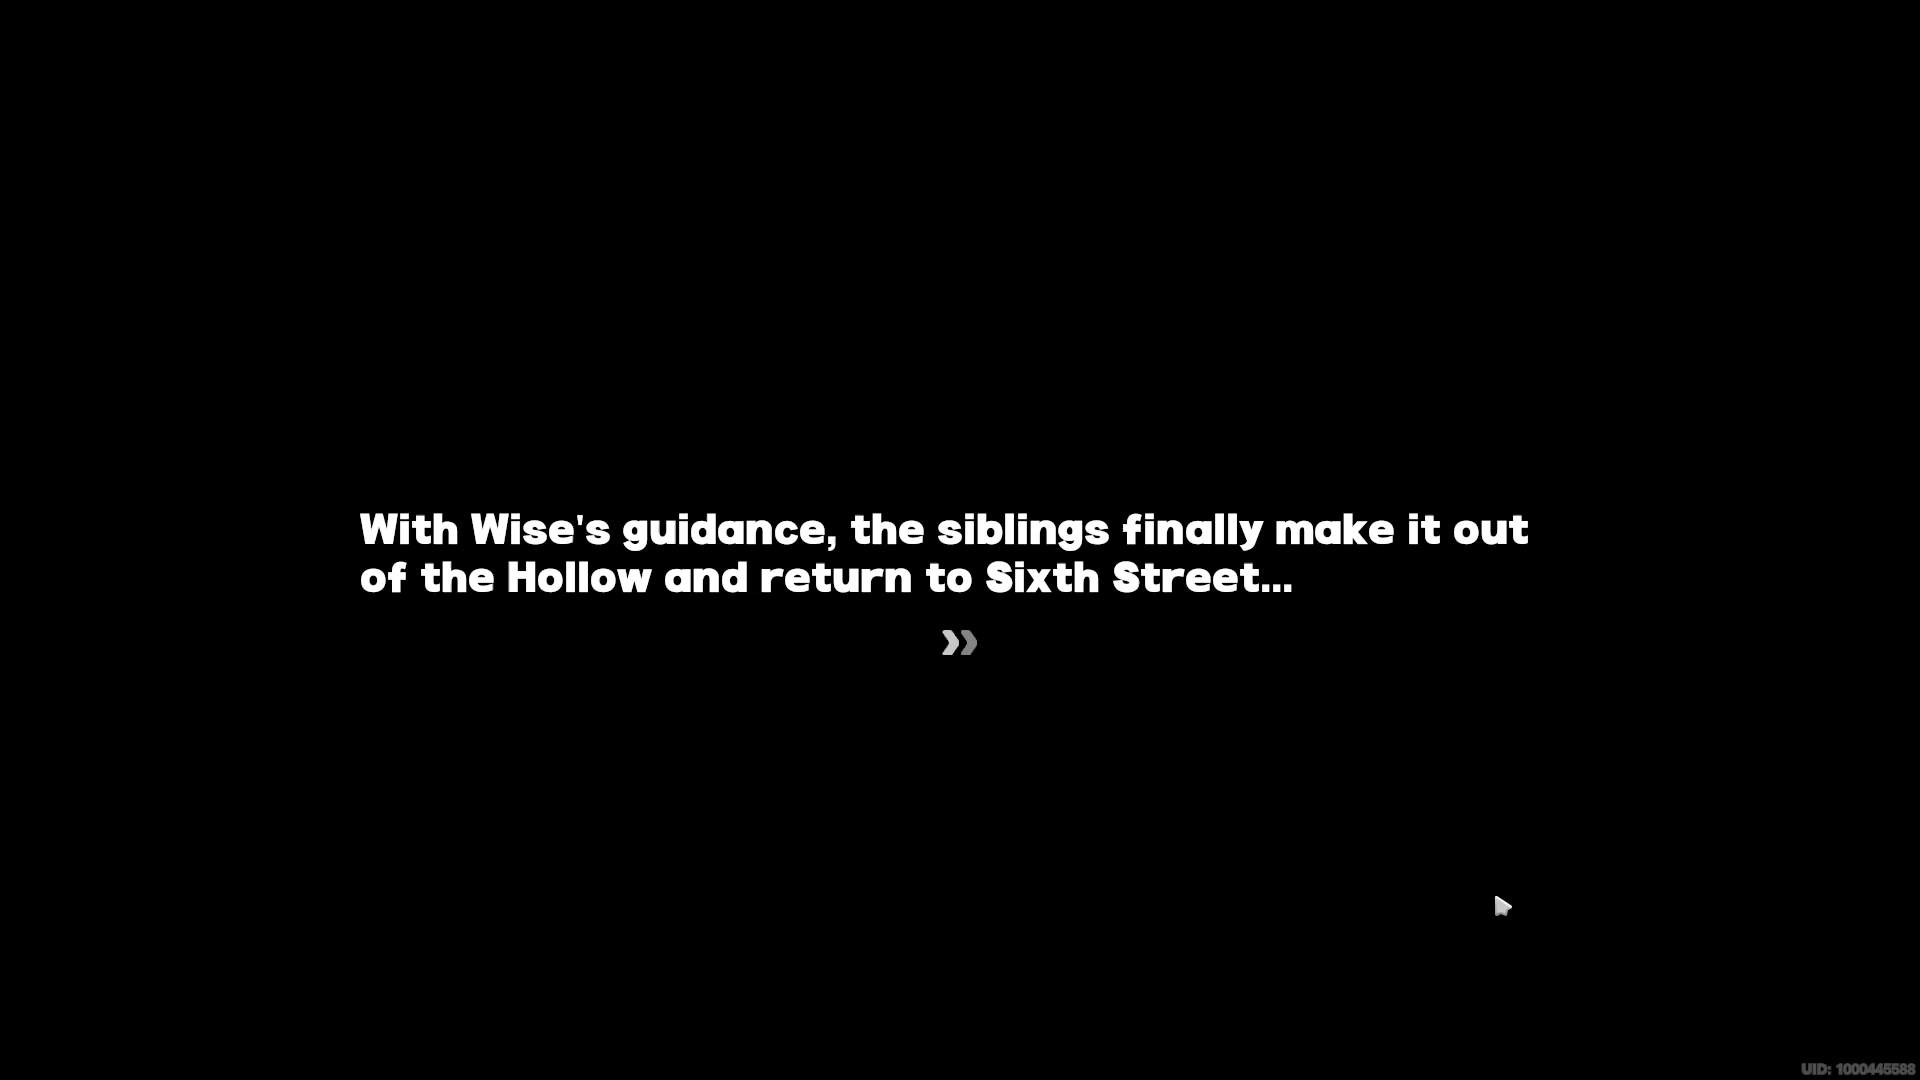 With Wise's guidance, the siblings finally make it out
of the Hollow and return to Sixth Street...
UID: 1000445588